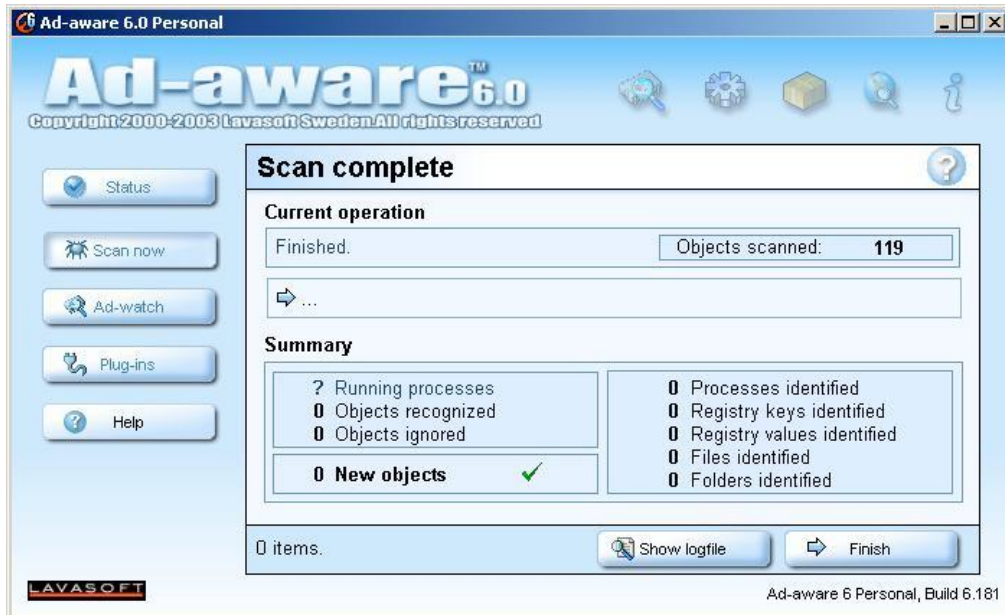 Ad-aware 6.0 Personal
Ad-aware™ 6.0
Copyright 2000-2003 Lavasoft Sweden. All rights reserved
Status
Scan now
Ad-watch
Plug-ins
Help
Scan complete
Current operation
Finished.
Objects scanned: 119
...
Summary
? Running processes
0 Objects recognized
0 Objects ignored
0 New objects
0 Processes identified
0 Registry keys identified
0 Registry values identified
0 Files identified
0 Folders identified
0 items.
Show logfile
Finish
LAVASOFT
Ad-aware 6 Personal, Build 6.181